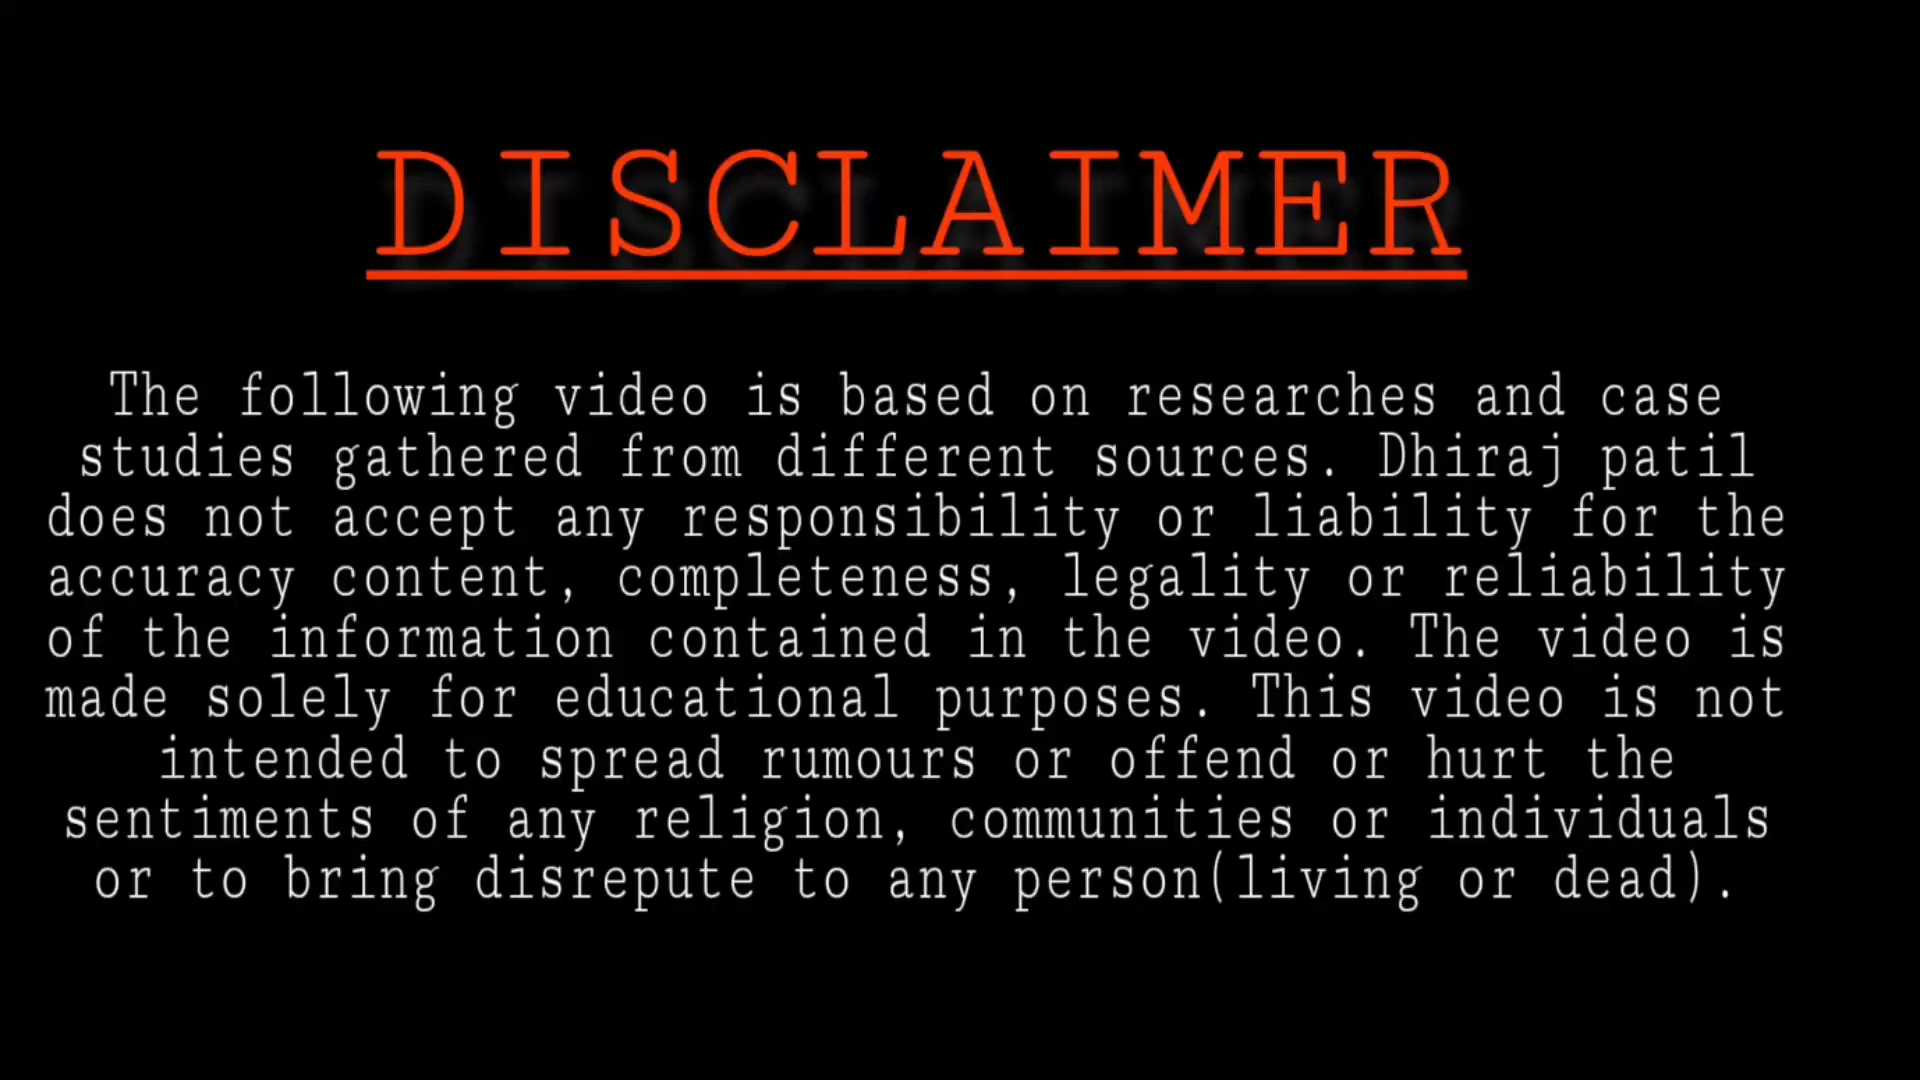 DISCLAIMER
The following video is based on researches and case
studies gathered from different sources. Dhiraj patil
does not accept any responsibility or liability for the
accuracy content, completeness, legality or reliability
of the information contained in the video. The video is
made solely for educational purposes. This video is not
intended to spread rumours or offend or hurt the
sentiments of any religion, communities or individuals
or to bring disrepute to any person(living or dead).